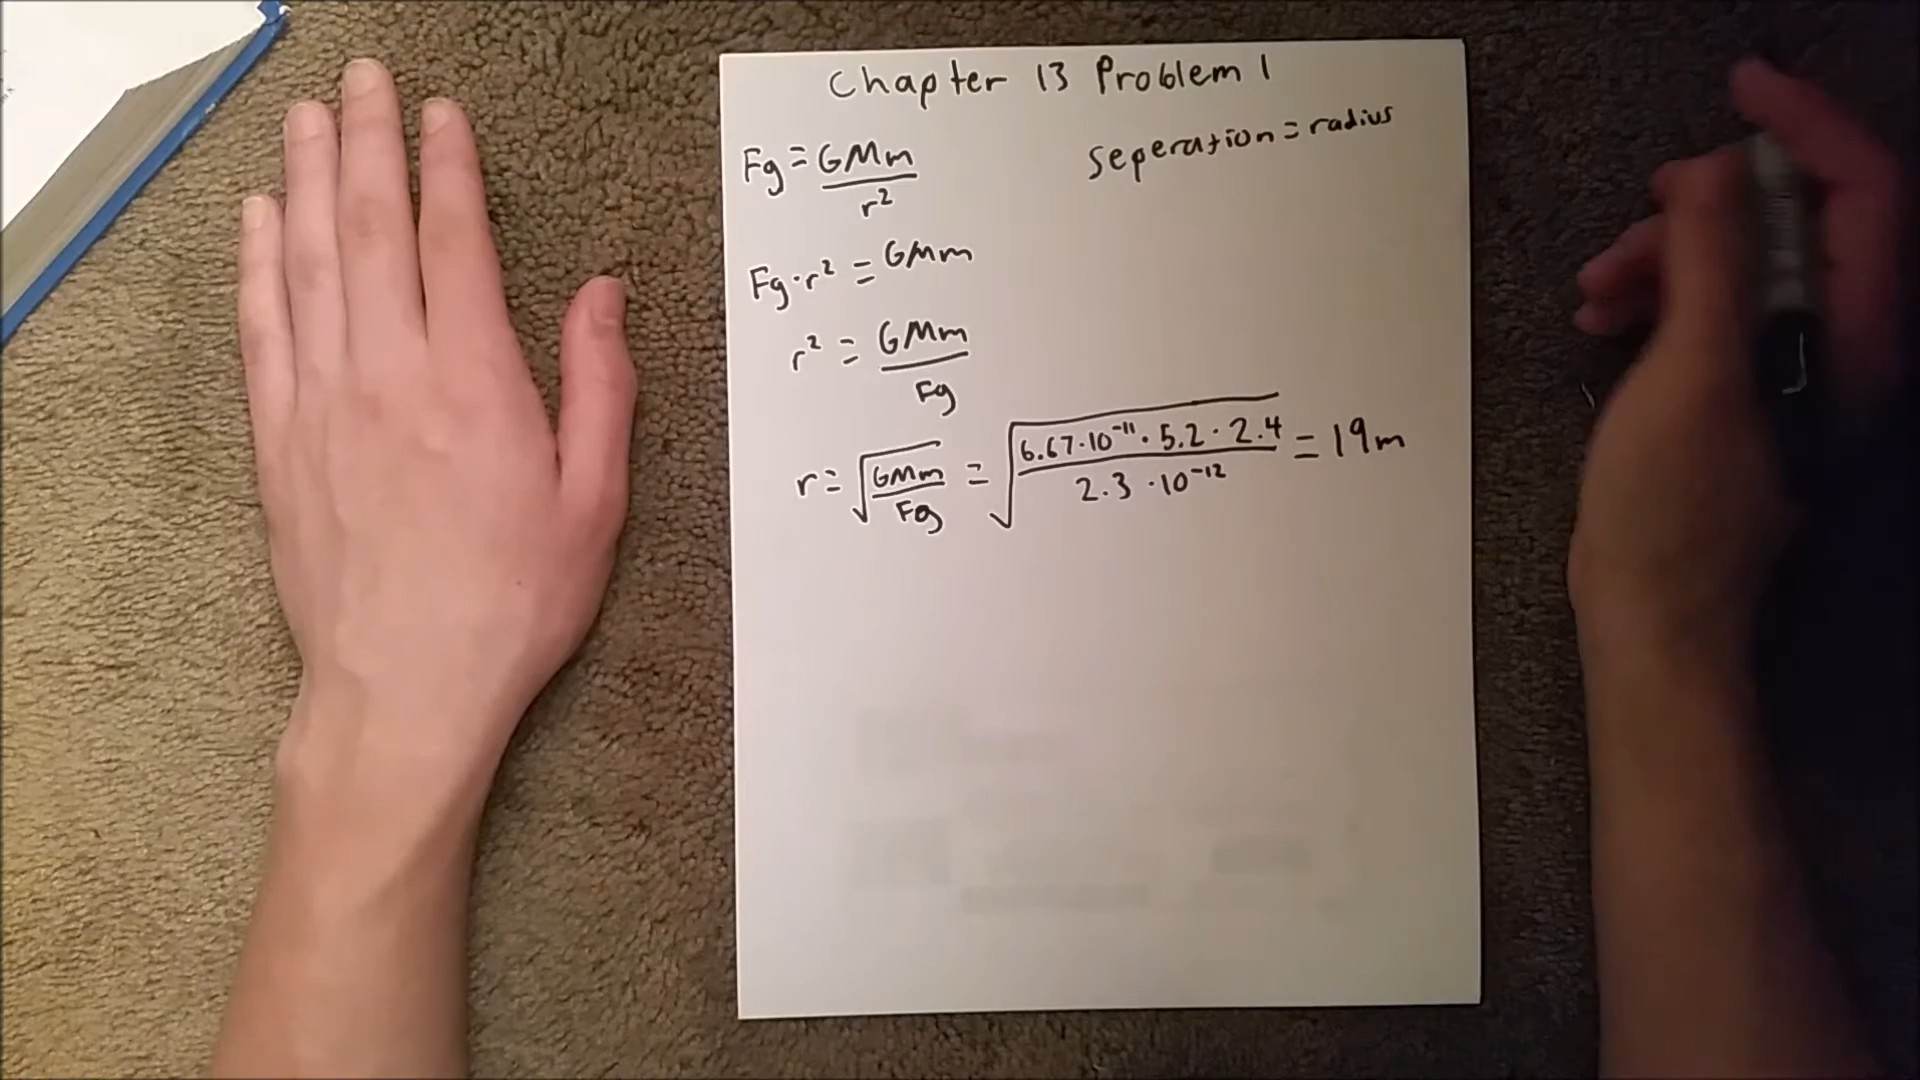 Chapter 13 Problem 1
seperation = radius
Fg = GMm / r²
Fg · r² = GMm
r² = GMm / Fg
r = √(GMm / Fg) = √(6.67·10⁻¹¹ · 5.2 · 2.4 / 2.3 · 10⁻¹²) = 19m